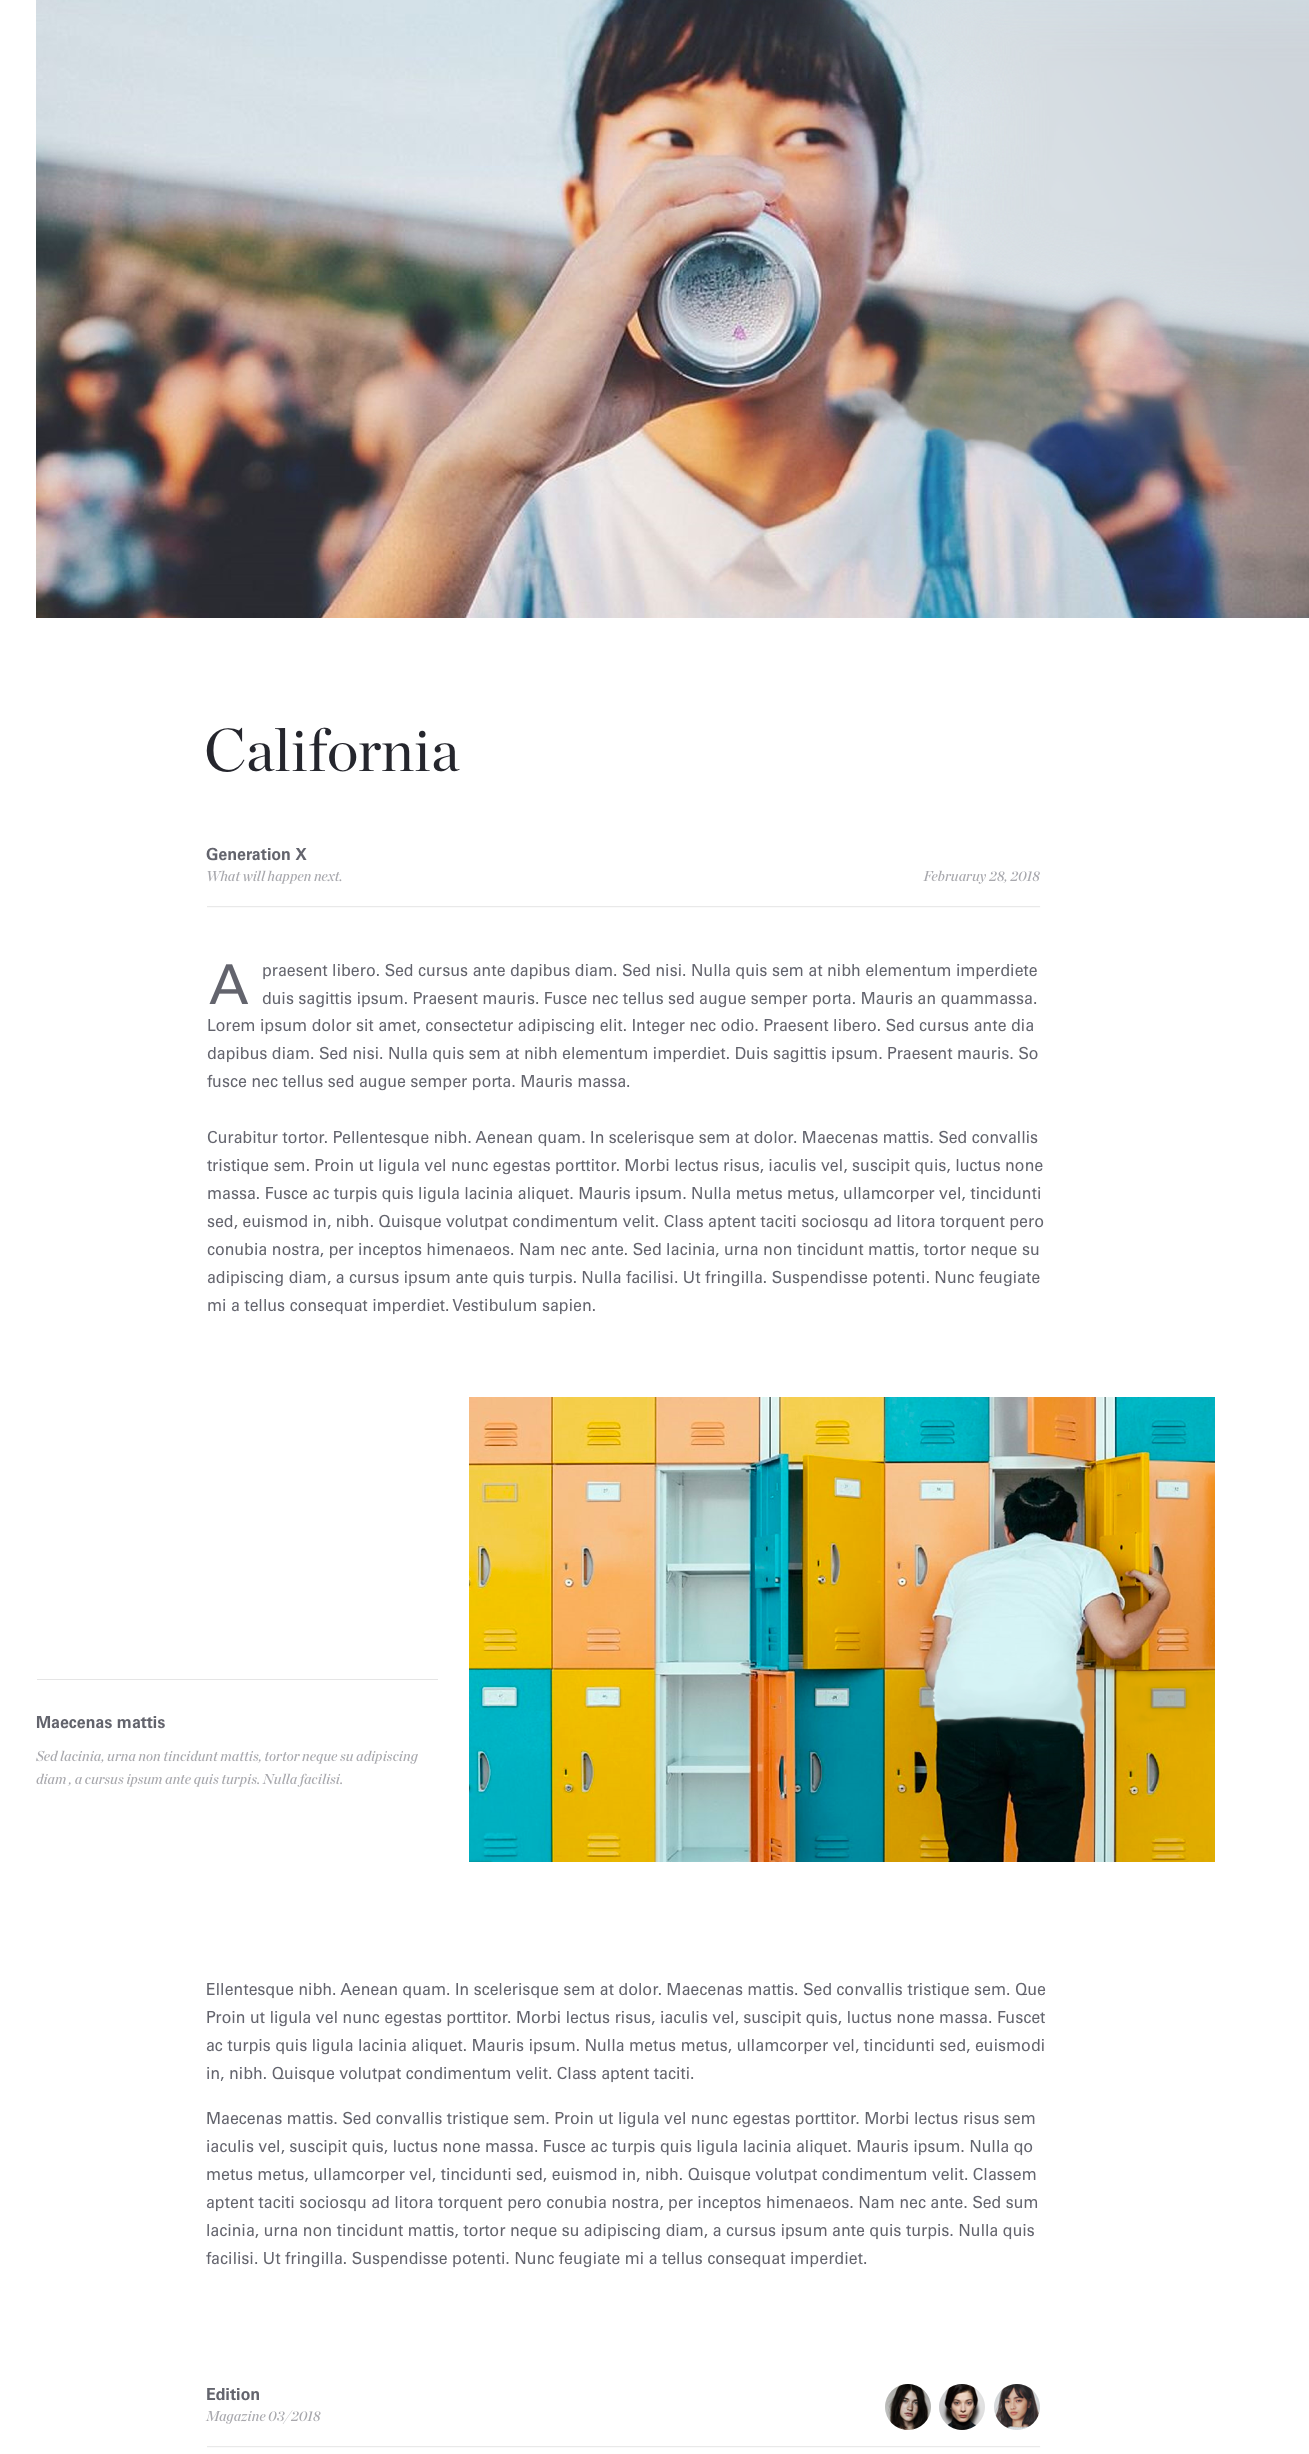 California
Generation X
What will happen next.
Februaruy 28, 2018
A praesent libero. Sed cursus ante dapibus diam. Sed nisi. Nulla quis sem at nibh elementum imperdiete
duis sagittis ipsum. Praesent mauris. Fusce nec tellus sed augue semper porta. Mauris an quammassa.
Lorem ipsum dolor sit amet, consectetur adipiscing elit. Integer nec odio. Praesent libero. Sed cursus ante dia
dapibus diam. Sed nisi. Nulla quis sem at nibh elementum imperdiet. Duis sagittis ipsum. Praesent mauris. So
fusce nec tellus sed augue semper porta. Mauris massa.
Curabitur tortor. Pellentesque nibh. Aenean quam. In scelerisque sem at dolor. Maecenas mattis. Sed convallis
tristique sem. Proin ut ligula vel nunc egestas porttitor. Morbi lectus risus, iaculis vel, suscipit quis, luctus none
massa. Fusce ac turpis quis ligula lacinia aliquet. Mauris ipsum. Nulla metus metus, ullamcorper vel, tincidunti
sed, euismod in, nibh. Quisque volutpat condimentum velit. Class aptent taciti sociosqu ad litora torquent pero
conubia nostra, per inceptos himenaeos. Nam nec ante. Sed lacinia, urna non tincidunt mattis, tortor neque su
adipiscing diam, a cursus ipsum ante quis turpis. Nulla facilisi. Ut fringilla. Suspendisse potenti. Nunc feugiate
mi a tellus consequat imperdiet. Vestibulum sapien.
Maecenas mattis
Sed lacinia, urna non tincidunt mattis, tortor neque su adipiscing
diam , a cursus ipsum ante quis turpis. Nulla facilisi.
Ellentesque nibh. Aenean quam. In scelerisque sem at dolor. Maecenas mattis. Sed convallis tristique sem. Que
Proin ut ligula vel nunc egestas porttitor. Morbi lectus risus, iaculis vel, suscipit quis, luctus none massa. Fuscet
ac turpis quis ligula lacinia aliquet. Mauris ipsum. Nulla metus metus, ullamcorper vel, tincidunti sed, euismodi
in, nibh. Quisque volutpat condimentum velit. Class aptent taciti.
Maecenas mattis. Sed convallis tristique sem. Proin ut ligula vel nunc egestas porttitor. Morbi lectus risus sem
iaculis vel, suscipit quis, luctus none massa. Fusce ac turpis quis ligula lacinia aliquet. Mauris ipsum. Nulla qo
metus metus, ullamcorper vel, tincidunti sed, euismod in, nibh. Quisque volutpat condimentum velit. Classem
aptent taciti sociosqu ad litora torquent pero conubia nostra, per inceptos himenaeos. Nam nec ante. Sed sum
lacinia, urna non tincidunt mattis, tortor neque su adipiscing diam, a cursus ipsum ante quis turpis. Nulla quis
facilisi. Ut fringilla. Suspendisse potenti. Nunc feugiate mi a tellus consequat imperdiet.
Edition
Magazine 03/2018